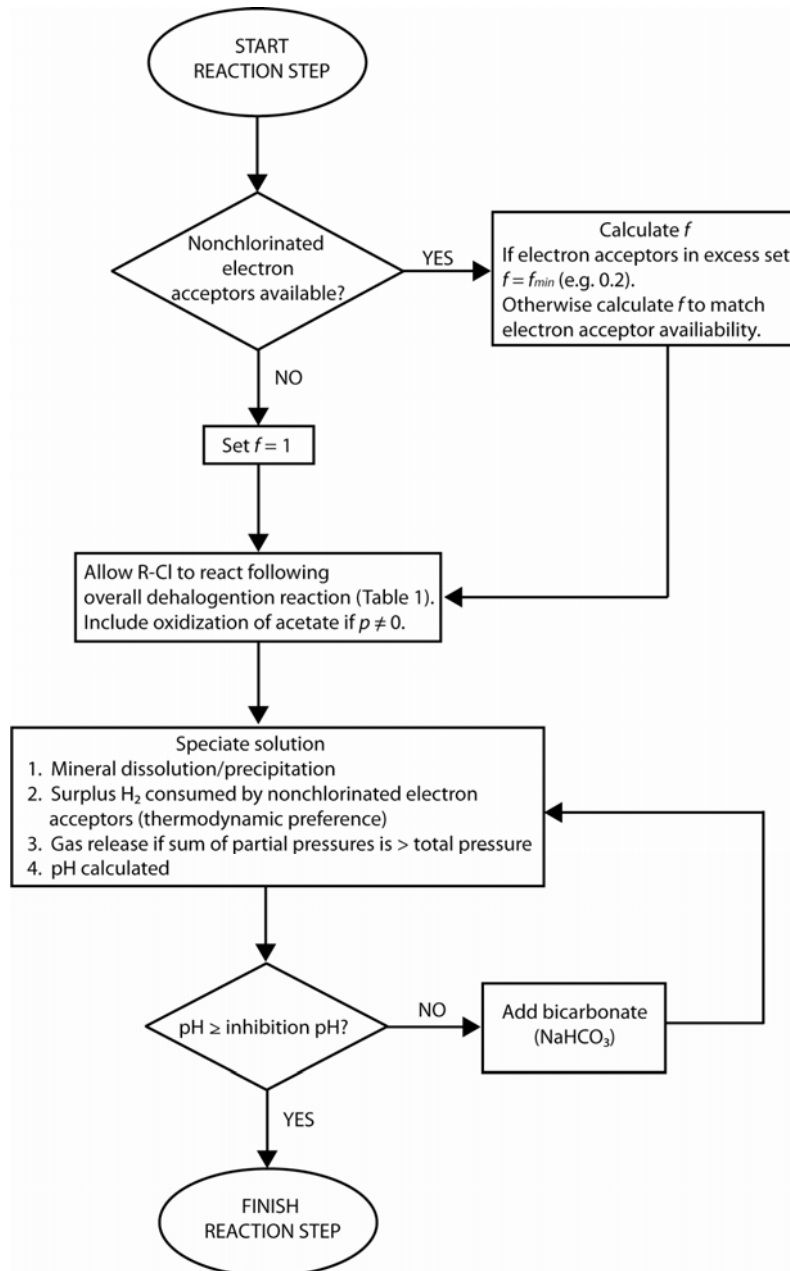 START
REACTION STEP
Nonchlorinated
electron
acceptors available?
YES
Calculate f
If electron acceptors in excess set
f = fmin (e.g. 0.2).
Otherwise calculate f to match
electron acceptor availiability.
NO
Set f = 1
Allow R-Cl to react following
overall dehalogention reaction (Table 1).
Include oxidization of acetate if p ≠ 0.
Speciate solution
1. Mineral dissolution/precipitation
2. Surplus H₂ consumed by nonchlorinated electron
acceptors (thermodynamic preference)
3. Gas release if sum of partial pressures is > total pressure
4. pH calculated
pH ≥ inhibition pH?
NO
Add bicarbonate
(NaHCO₃)
YES
FINISH
REACTION STEP